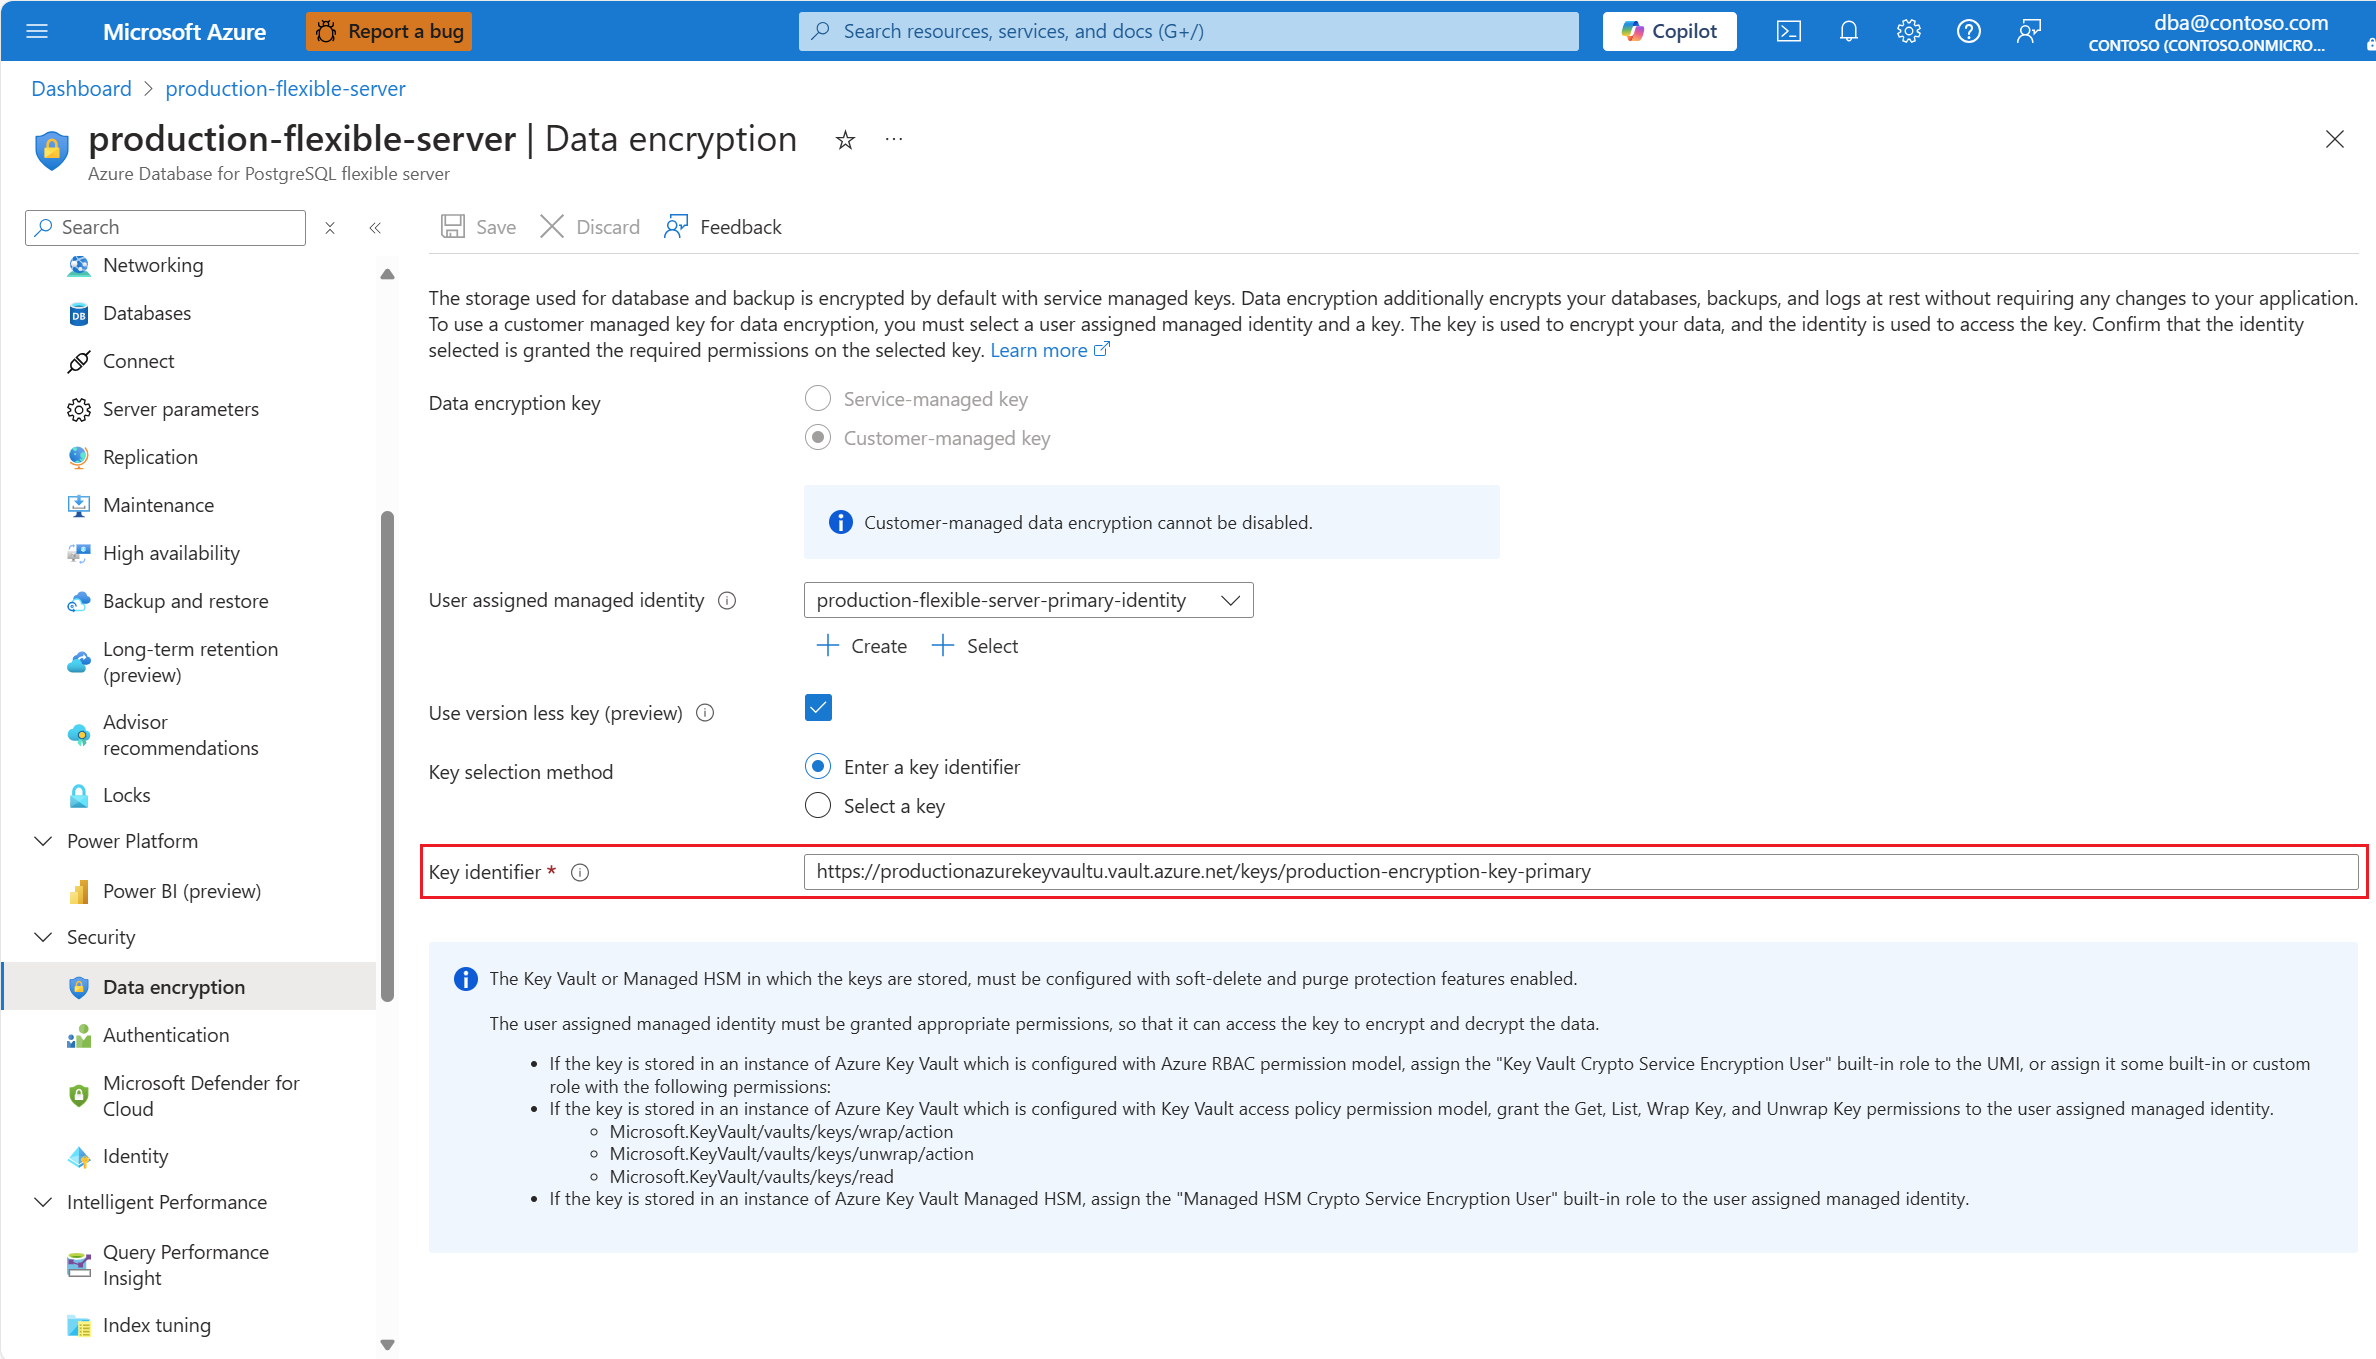 Microsoft Azure
Report a bug
Search resources, services, and docs (G+/)
Copilot
dba@contoso.com
CONTOSO (CONTOSO.ONMICRO...
Dashboard > production-flexible-server
production-flexible-server | Data encryption
Azure Database for PostgreSQL flexible server
Search
Networking
Databases
Connect
Server parameters
Replication
Maintenance
High availability
Backup and restore
Long-term retention
(preview)
Advisor
recommendations
Locks
Power Platform
Power BI (preview)
Security
Data encryption
Authentication
Microsoft Defender for
Cloud
Identity
Intelligent Performance
Query Performance
Insight
Index tuning
Save
Discard
Feedback
The storage used for database and backup is encrypted by default with service managed keys. Data encryption additionally encrypts your databases, backups, and logs at rest without requiring any changes to your application.
To use a customer managed key for data encryption, you must select a user assigned managed identity and a key. The key is used to encrypt your data, and the identity is used to access the key. Confirm that the identity
selected is granted the required permissions on the selected key. Learn more
Data encryption key
Service-managed key
Customer-managed key
Customer-managed data encryption cannot be disabled.
User assigned managed identity
production-flexible-server-primary-identity
Create
Select
Use version less key (preview)
Key selection method
Enter a key identifier
Select a key
Key identifier *
https://productionazurekeyvaultu.vault.azure.net/keys/production-encryption-key-primary
The Key Vault or Managed HSM in which the keys are stored, must be configured with soft-delete and purge protection features enabled.
The user assigned managed identity must be granted appropriate permissions, so that it can access the key to encrypt and decrypt the data.
• If the key is stored in an instance of Azure Key Vault which is configured with Azure RBAC permission model, assign the "Key Vault Crypto Service Encryption User" built-in role to the UMI, or assign it some built-in or custom
role with the following permissions:
• If the key is stored in an instance of Azure Key Vault which is configured with Key Vault access policy permission model, grant the Get, List, Wrap Key, and Unwrap Key permissions to the user assigned managed identity.
◦ Microsoft.KeyVault/vaults/keys/wrap/action
◦ Microsoft.KeyVault/vaults/keys/unwrap/action
◦ Microsoft.KeyVault/vaults/keys/read
• If the key is stored in an instance of Azure Key Vault Managed HSM, assign the "Managed HSM Crypto Service Encryption User" built-in role to the user assigned managed identity.